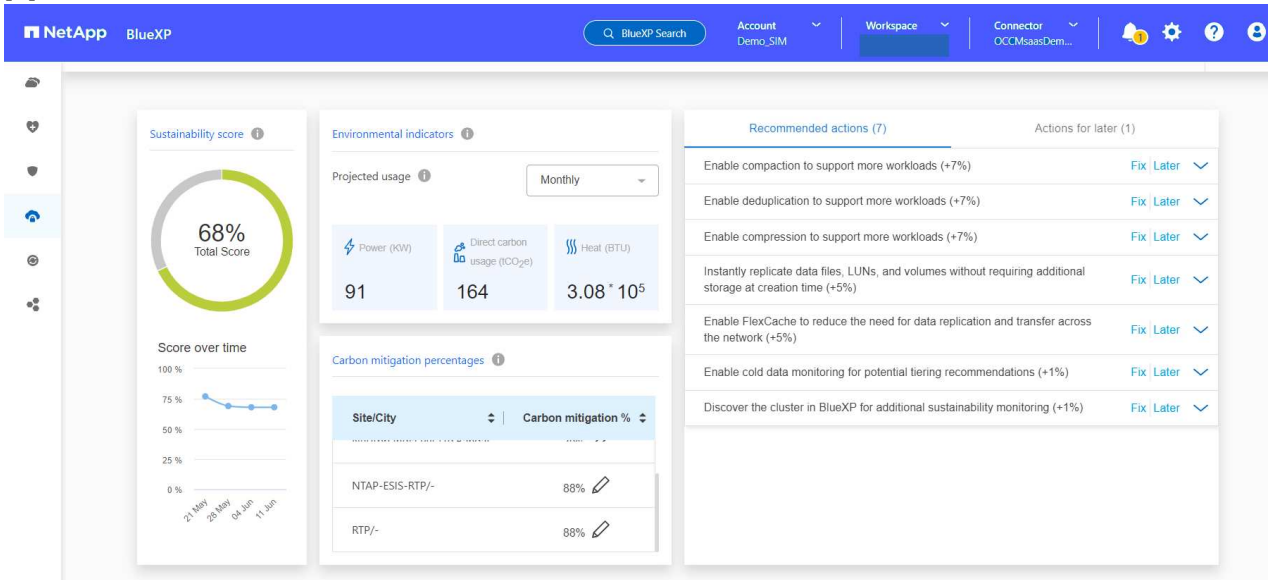 NetApp BlueXP
BlueXP Search
Account
Demo_SIM
Workspace
Connector
OCCMsaasDem...
1
Sustainability score
68%
Total Score
Score over time
100 %
75 %
50 %
25 %
0 %
21 May
28 May
04 Jun
11 Jun
Environmental indicators
Projected usage
Monthly
Power (KW)
91
Direct carbon
usage (tCO2e)
164
Heat (BTU)
3.08 * 10⁵
Carbon mitigation percentages
Site/City
Carbon mitigation %
NTAP-ESIS-RTP/-
88%
RTP/-
88%
Recommended actions (7)
Actions for later (1)
Enable compaction to support more workloads (+7%)
Fix Later
Enable deduplication to support more workloads (+7%)
Fix Later
Enable compression to support more workloads (+7%)
Fix Later
Instantly replicate data files, LUNs, and volumes without requiring additional
storage at creation time (+5%)
Fix Later
Enable FlexCache to reduce the need for data replication and transfer across
the network (+5%)
Fix Later
Enable cold data monitoring for potential tiering recommendations (+1%)
Fix Later
Discover the cluster in BlueXP for additional sustainability monitoring (+1%)
Fix Later